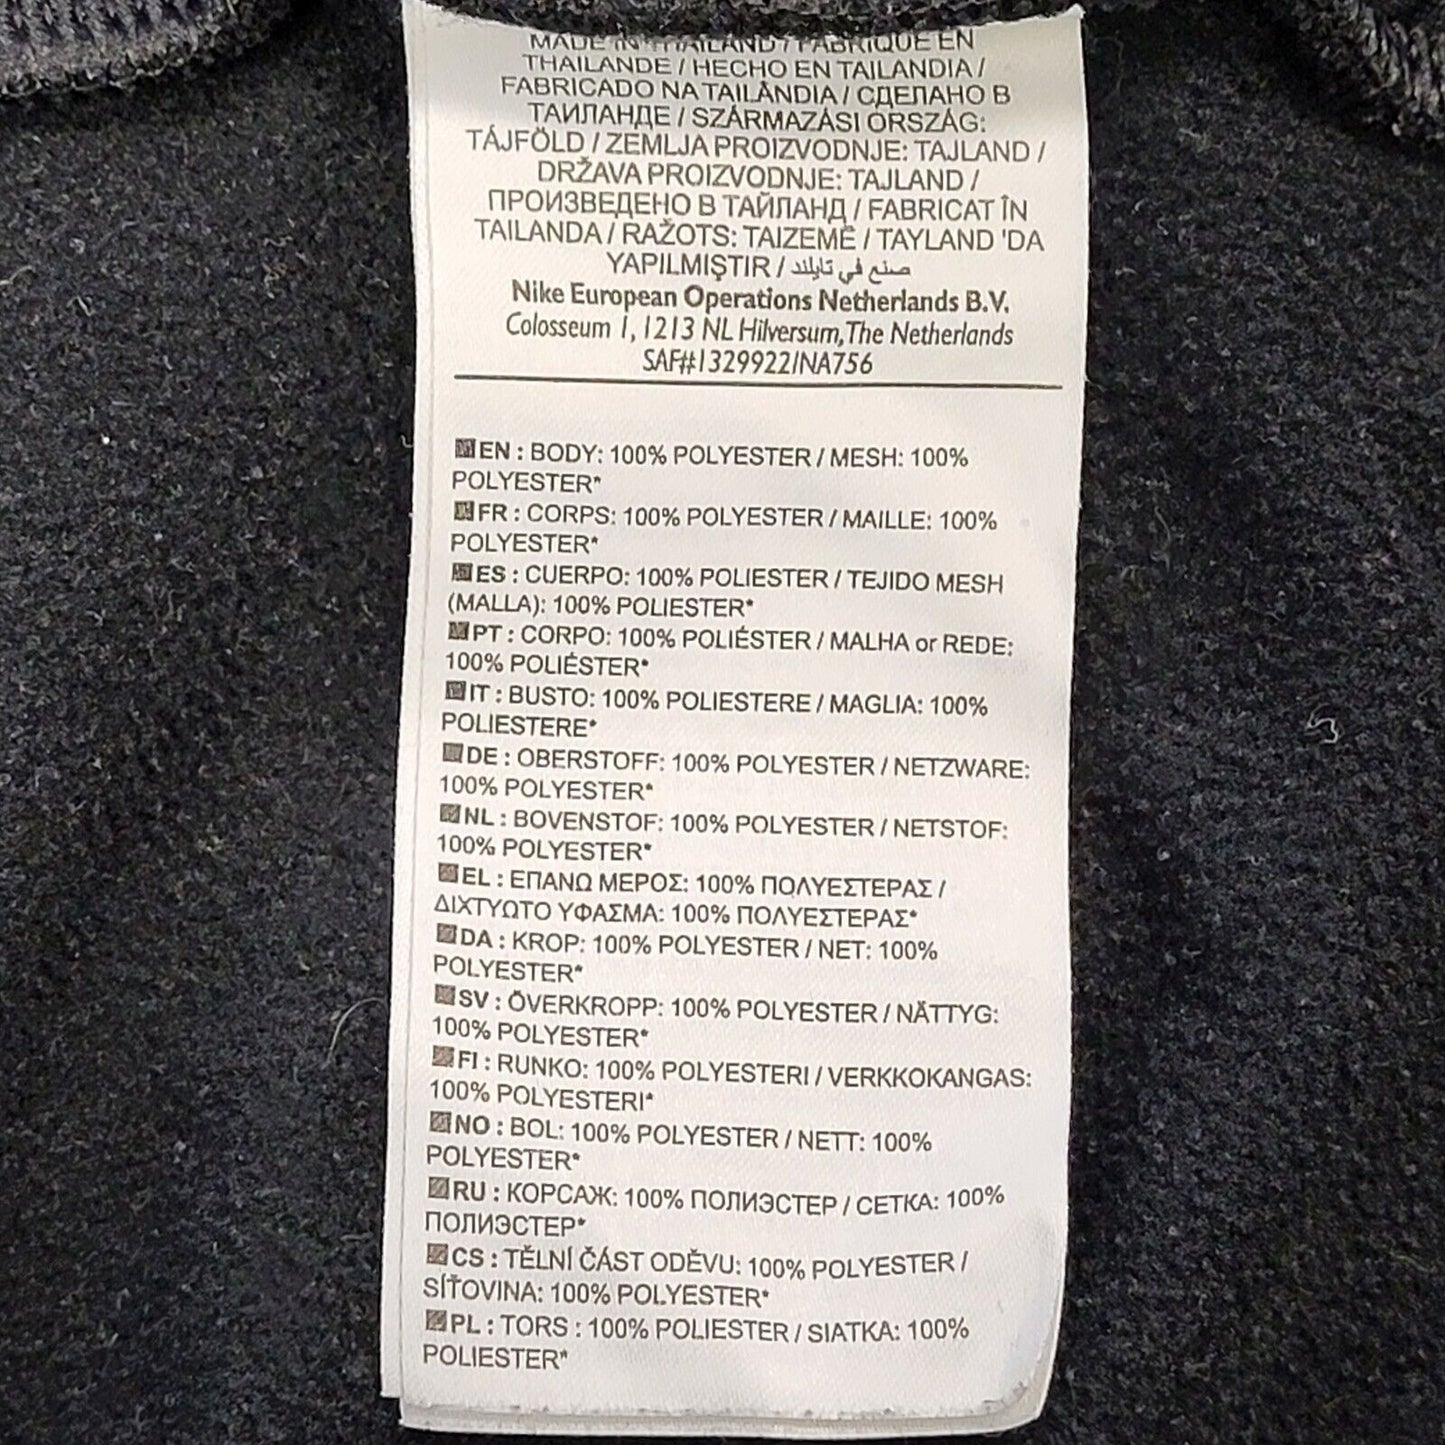 MADE IN THAILAND / FABRIQUÉ EN
THAILANDE / HECHO EN TAILANDIA /
FABRICADO NA TAILÂNDIA / СДЕЛАНО В
ТАИЛАНДЕ / SZÁRMAZÁSI ORSZÁG:
TÁJFÖLD / ZEMLJA PROIZVODNJE: TAJLAND /
DRŽAVA PROIZVODNJE: TAJLAND /
ПРОИЗВЕДЕНО В ТАЙЛАНД / FABRICAT ÎN
TAILANDA / RAŽOTS: TAIZEMĒ / TAYLAND 'DA
YAPILMIŞTIR / صنع في تايلند
Nike European Operations Netherlands B.V.
Colosseum 1, 1213 NL Hilversum, The Netherlands
SAF#1329922/NA756
EN : BODY: 100% POLYESTER / MESH: 100%
POLYESTER*
FR : CORPS: 100% POLYESTER / MAILLE: 100%
POLYESTER*
ES : CUERPO: 100% POLIESTER / TEJIDO MESH
(MALLA): 100% POLIESTER*
PT : CORPO: 100% POLIÉSTER / MALHA or REDE:
100% POLIÉSTER*
IT : BUSTO: 100% POLIESTERE / MAGLIA: 100%
POLIESTERE*
DE : OBERSTOFF: 100% POLYESTER / NETZWARE:
100% POLYESTER*
NL : BOVENSTOF: 100% POLYESTER / NETSTOF:
100% POLYESTER*
EL : ΕΠΑΝΩ ΜΕΡΟΣ: 100% ΠΟΛΥΕΣΤΕΡΑΣ /
ΔΙΧΤΥΩΤΟ ΥΦΑΣΜΑ: 100% ΠΟΛΥΕΣΤΕΡΑΣ*
DA : KROP: 100% POLYESTER / NET: 100%
POLYESTER*
SV : ÖVERKROPP: 100% POLYESTER / NÄTTYG:
100% POLYESTER*
FI : RUNKO: 100% POLYESTERI / VERKKOKANGAS:
100% POLYESTERI*
NO : BOL: 100% POLYESTER / NETT: 100%
POLYESTER*
RU : КОРСАЖ: 100% ПОЛИЭСТЕР / СЕТКА: 100%
ПОЛИЭСТЕР*
CS : TĚLNÍ ČÁST ODĚVU: 100% POLYESTER /
SÍŤOVINA: 100% POLYESTER*
PL : TORS : 100% POLIESTER / SIATKA: 100%
POLIESTER*